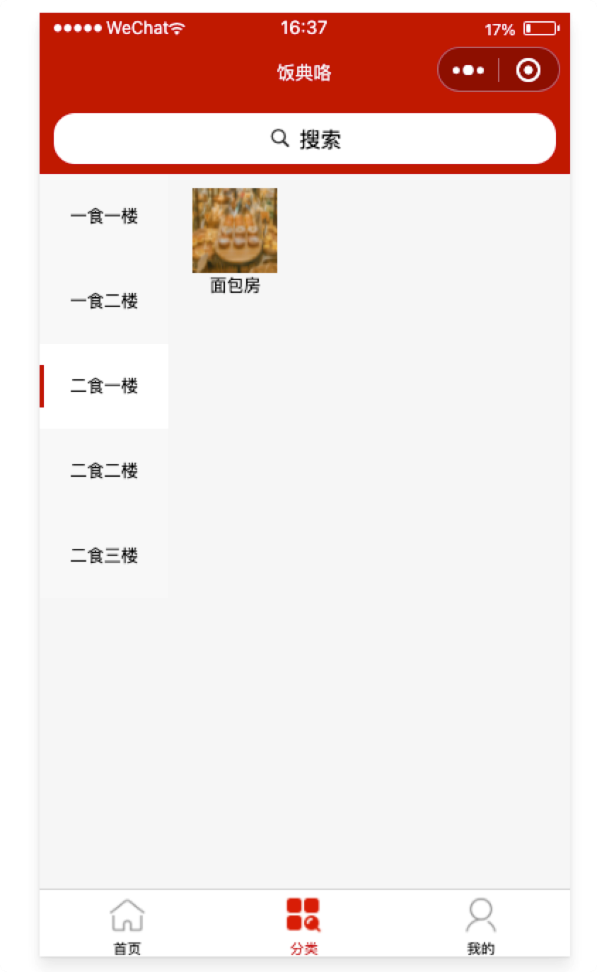 ●●●●● WeChat 16:37 17%
饭典咯
搜索
一食一楼
面包房
一食二楼
二食一楼
二食二楼
二食三楼
首页 分类 我的